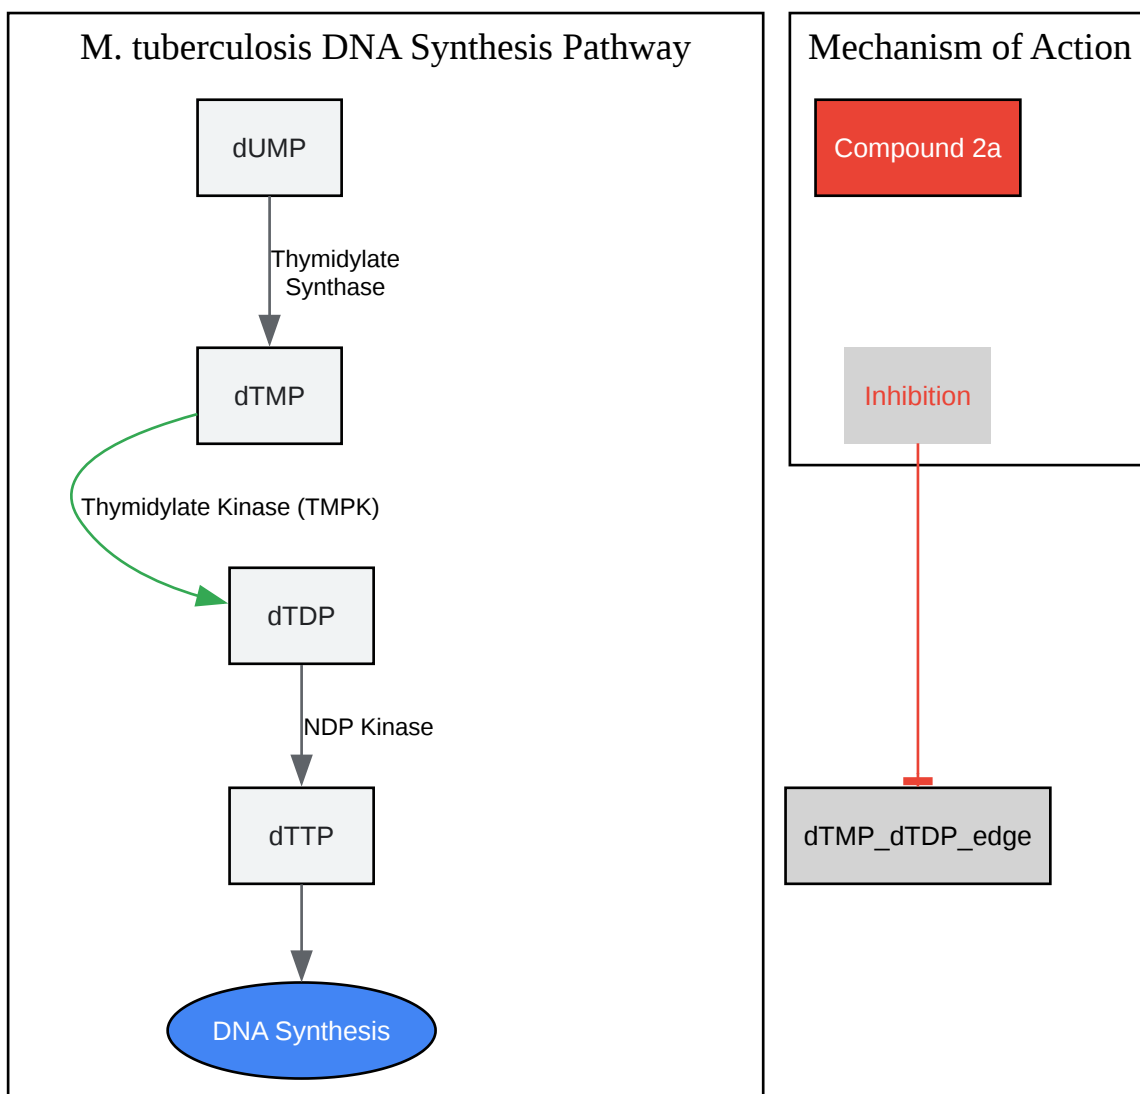 M. tuberculosis DNA Synthesis Pathway
dUMP
Thymidylate
Synthase
dTMP
Thymidylate Kinase (TMPK)
dTDP
NDP Kinase
dTTP
DNA Synthesis
Mechanism of Action
Compound 2a
Inhibition
dTMP_dTDP_edge